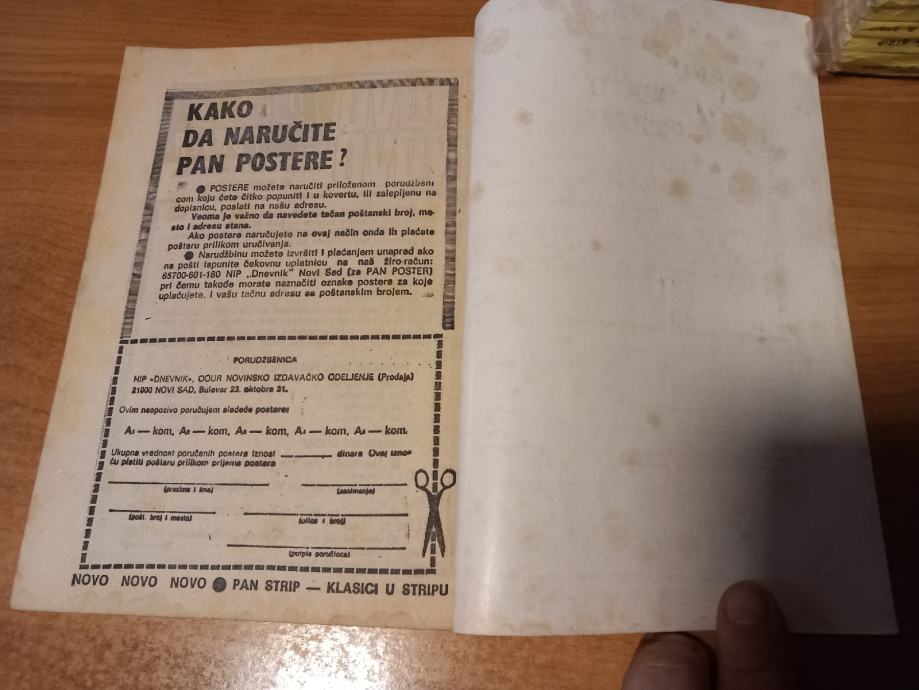 KAKO
DA NARUČITE
PAN POSTERE?
● POSTERE možete naručiti priloženom porudzbeni
com koju ćete čitko popuniti i u kovertu, ili zalepljenu na
dopisnicu, poslati na našu adresu.
Veoma je važno da navedete tačan poštanski broj, me-
sto i adresu stana.
Ako postere naručujete na ovaj način onda ih plaćate
poštaru prilikom uručivanja.
● Narudžbinu možete izvršiti i plaćanjem unapred ako
na pošti ispunite čekovnu uplatnicu na naš žiro-račun:
65700-601-180 NIP „Dnevnik" Novi Sad (za PAN POSTER)
pri čemu takođe morate naznačiti oznake postera za koje
uplaćujete, i vašu tačnu adresu sa poštanskim brojem.
PORUDŽBENICA
NIP »DNEVNIK«, OOUR NOVINSKO IZDAVAČKO ODELJENJE (Prodaja)
21000 NOVI SAD, Bulevar 23. oktobra 31.
Ovim neopozivo poručujem sledeće postere:
A1 — kom, A2 — kom, A3 — kom, A4 — kom, A5 — kom.
Ukupna vrednost poručenih postera iznosi ________ dinara Ovaj iznos
ću platiti poštaru prilikom prijema postera
(prezime i ime) (zanimanje)
(pošt. broj i mesto) (ulica i broj)
(potpis poručioca)
NOVO NOVO NOVO ● PAN STRIP — KLASICI U STRIPU